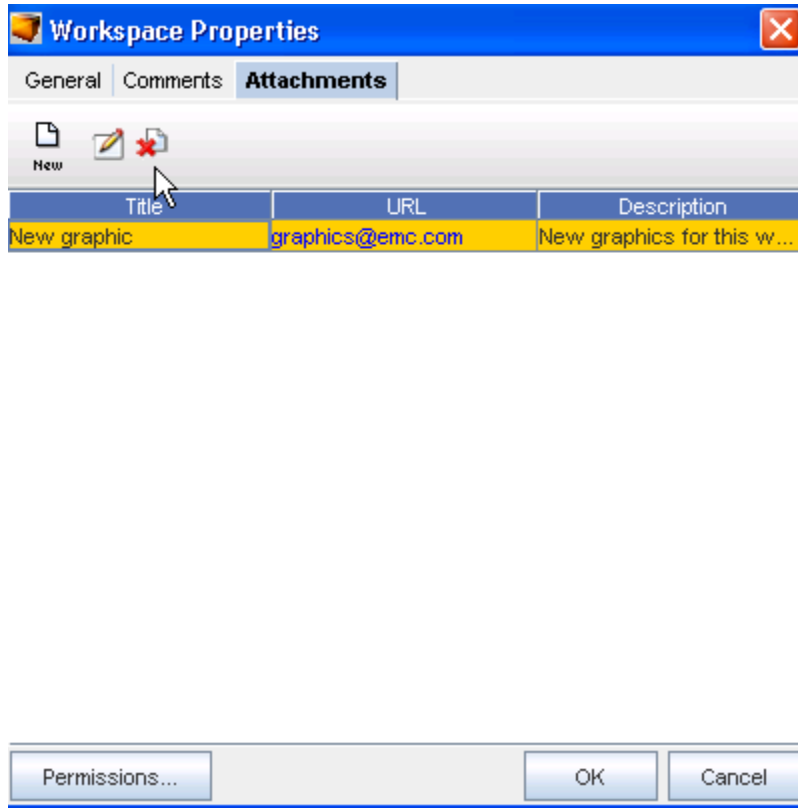 Workspace Properties
General Comments Attachments
New
Title URL Description
New graphic graphics@emc.com New graphics for this w...
Permissions... OK Cancel